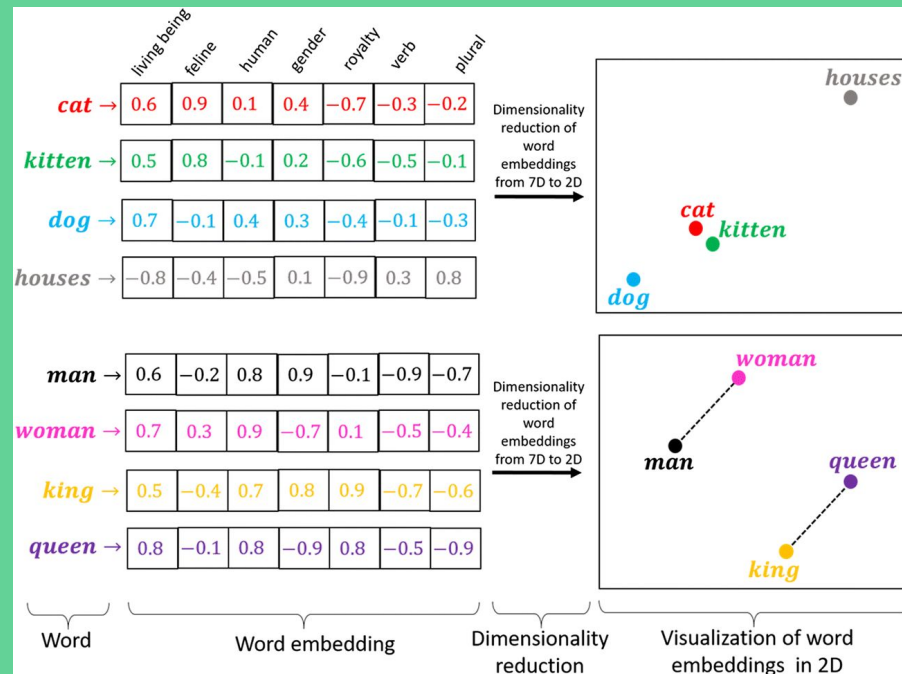 living being feline human gender royalty verb plural
cat → 0.6 0.9 0.1 0.4 −0.7 −0.3 −0.2
kitten → 0.5 0.8 −0.1 0.2 −0.6 −0.5 −0.1
dog → 0.7 −0.1 0.4 0.3 −0.4 −0.1 −0.3
houses → −0.8 −0.4 −0.5 0.1 −0.9 0.3 0.8
Dimensionality
reduction of
word
embeddings
from 7D to 2D
houses
cat
kitten
dog
man → 0.6 −0.2 0.8 0.9 −0.1 −0.9 −0.7
woman → 0.7 0.3 0.9 −0.7 0.1 −0.5 −0.4
king → 0.5 −0.4 0.7 0.8 0.9 −0.7 −0.6
queen → 0.8 −0.1 0.8 −0.9 0.8 −0.5 −0.9
Dimensionality
reduction of
word
embeddings
from 7D to 2D
woman
man
queen
king
Word
Word embedding
Dimensionality
reduction
Visualization of word
embeddings in 2D